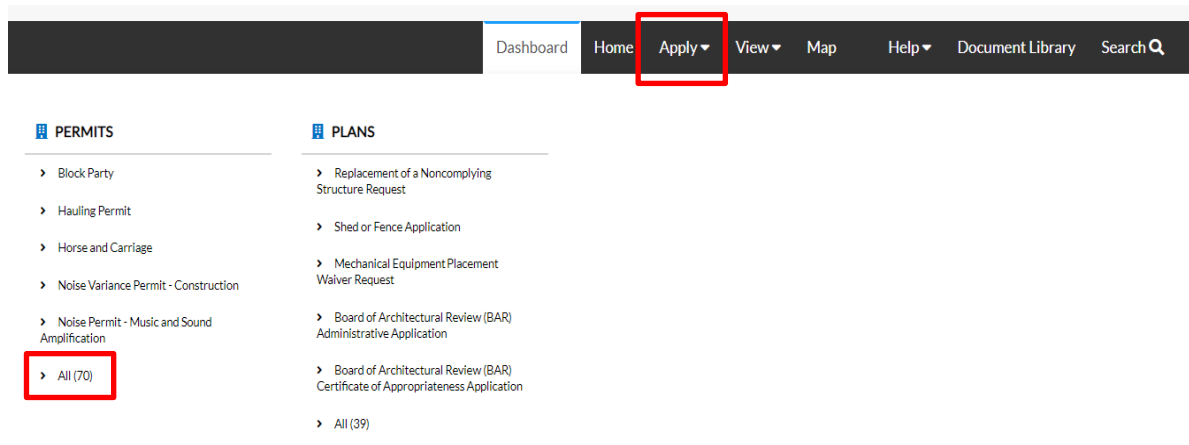 Dashboard Home Apply View Map Help Document Library Search
PERMITS
Block Party
Hauling Permit
Horse and Carriage
Noise Variance Permit - Construction
Noise Permit - Music and Sound
Amplification
All (70)
PLANS
Replacement of a Noncomplying
Structure Request
Shed or Fence Application
Mechanical Equipment Placement
Waiver Request
Board of Architectural Review (BAR)
Administrative Application
Board of Architectural Review (BAR)
Certificate of Appropriateness Application
All (39)